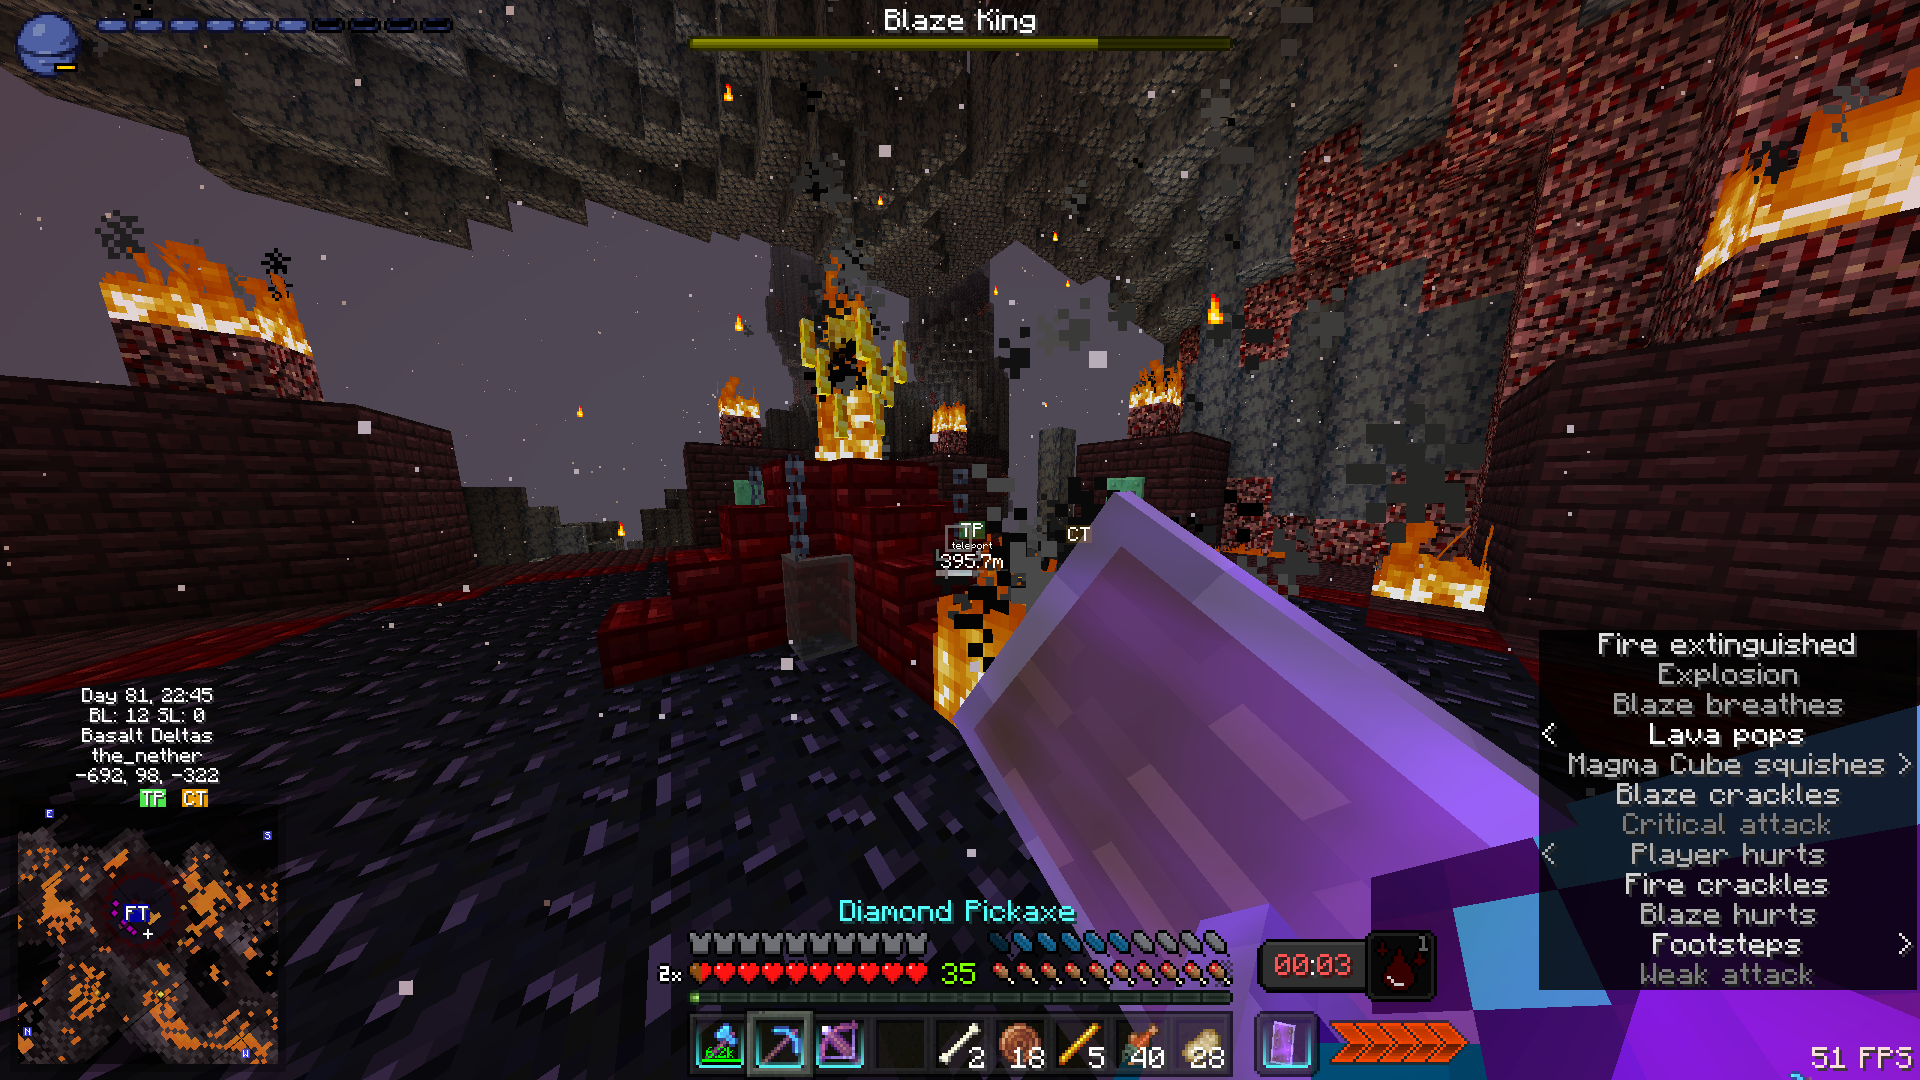 Blaze King
TP
teleport
395.7m
CT
Day 81, 22:45
BL: 12 SL: 0
Basalt Deltas
the_nether
-692, 98, -322
TP CT
E
S
FT
N
W
Fire extinguished
Explosion
Blaze breathes
< Lava pops
Magma Cube squishes >
Blaze crackles
Critical attack
< Player hurts
Fire crackles
Blaze hurts
Footsteps >
Weak attack
Diamond Pickaxe
2x
35
00:03
1
6.2k
2
18
5
40
28
51 FPS